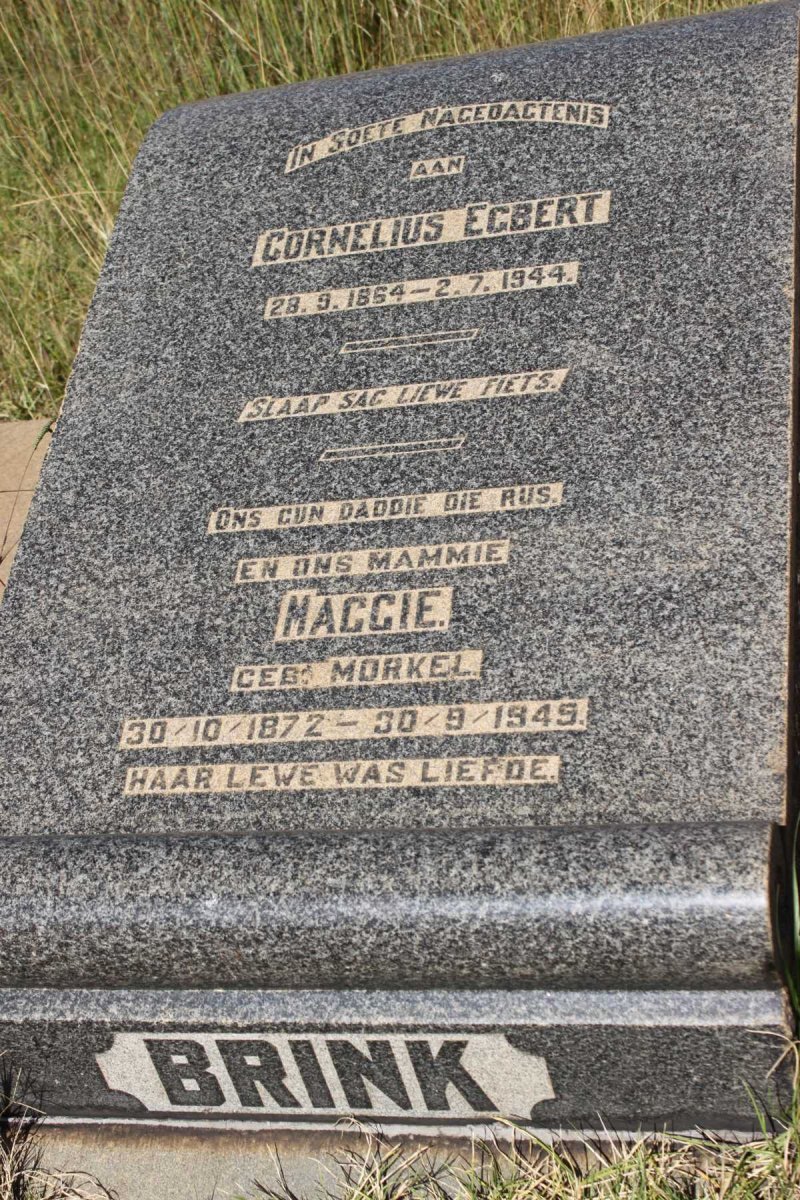 IN SOETE NAGEDAGTENIS
AAN
CORNELIUS EGBERT
28.9.1864–2.7.1944.
SLAAP SAG LIEWE FIETS.
ONS GUN DADDIE DIE RUS.
EN ONS MAMMIE
MAGGIE.
GEB: MORKEL.
30/10/1872 – 30/9/1949.
HAAR LEWE WAS LIEFDE.
BRINK